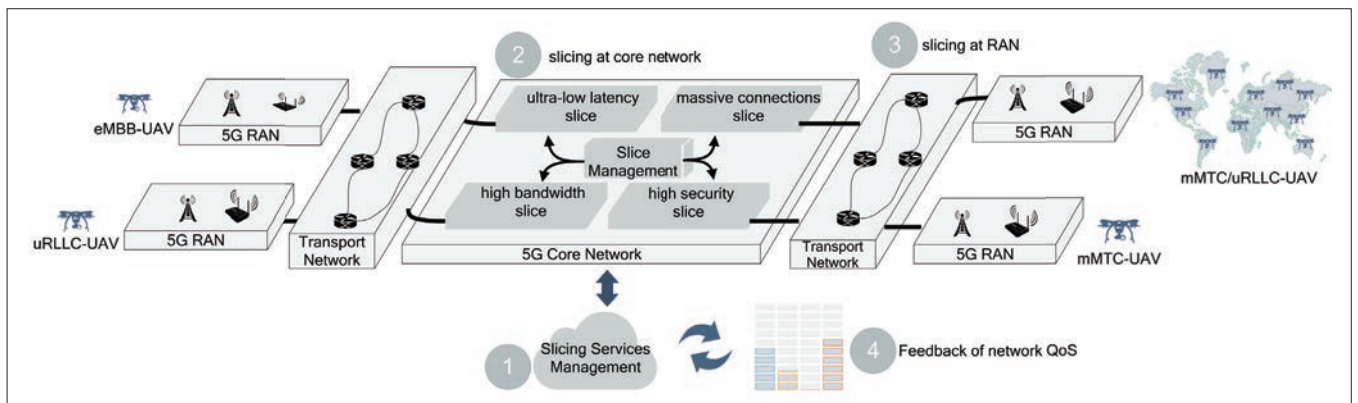 2
slicing at core network
3
slicing at RAN
eMBB-UAV
5G RAN
ultra-low latency
slice
massive connections
slice
5G RAN
Slice
Management
mMTC/uRLLC-UAV
high bandwidth
slice
high security
slice
uRLLC-UAV
5G RAN
Transport
Network
5G Core Network
Transport
Network
5G RAN
mMTC-UAV
1
Slicing Services
Management
4
Feedback of network QoS